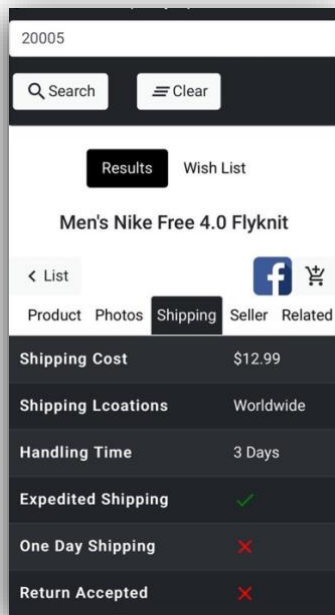 20005
Search
Clear
Results
Wish List
Men's Nike Free 4.0 Flyknit
List
Product Photos Shipping Seller Related
Shipping Cost $12.99
Shipping Lcoations Worldwide
Handling Time 3 Days
Expedited Shipping
One Day Shipping
Return Accepted